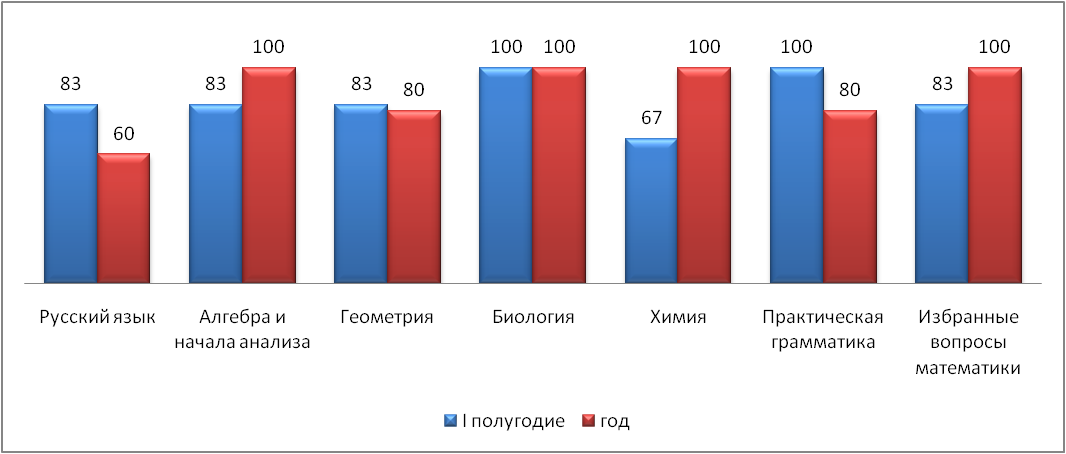 83 60 83 100 83 80 100 100 67 100 100 80 83 100
Русский язык
Алгебра и
начала анализа
Геометрия
Биология
Химия
Практическая
грамматика
Избранные
вопросы
математики
I полугодие
год